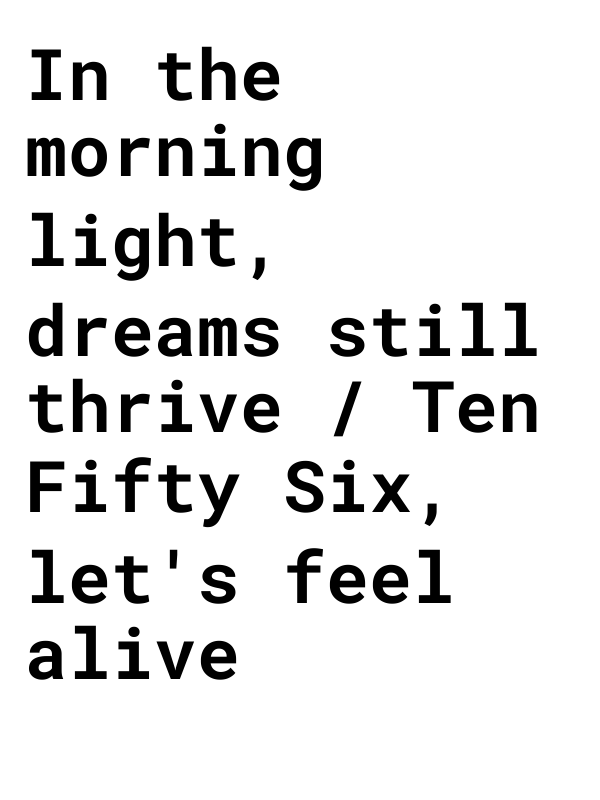 In the
morning
light,
dreams still
thrive / Ten
Fifty Six,
let's feel
alive